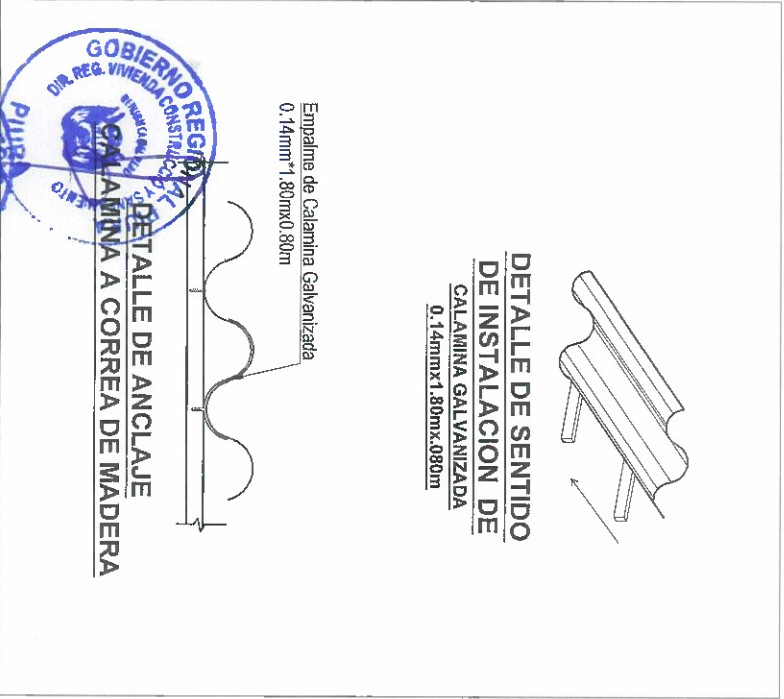 DETALLE DE SENTIDO
DE INSTALACION DE
CALAMINA GALVANIZADA
0.14mmx1.80mx.080m
Empalme de Calamina Galvanizada
0.14mm*1.80mx0.80m
DETALLE DE ANCLAJE
CALAMINA A CORREA DE MADERA
GOBIERNO REGIONAL
DIR. REG. VIVIENDA CONSTRUCCION Y SANEAMIENTO